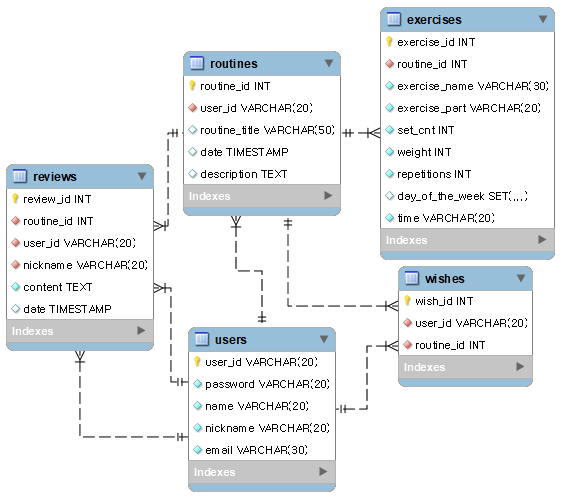 exercises
exercise_id INT
routine_id INT
exercise_name VARCHAR(30)
exercise_part VARCHAR(20)
set_cnt INT
weight INT
repetitions INT
day_of_the_week SET(,,,)
time VARCHAR(20)
Indexes
routines
routine_id INT
user_id VARCHAR(20)
routine_title VARCHAR(50)
date TIMESTAMP
description TEXT
Indexes
reviews
review_id INT
routine_id INT
user_id VARCHAR(20)
nickname VARCHAR(20)
content TEXT
date TIMESTAMP
Indexes
wishes
wish_id INT
user_id VARCHAR(20)
routine_id INT
Indexes
users
user_id VARCHAR(20)
password VARCHAR(20)
name VARCHAR(20)
nickname VARCHAR(20)
email VARCHAR(30)
Indexes